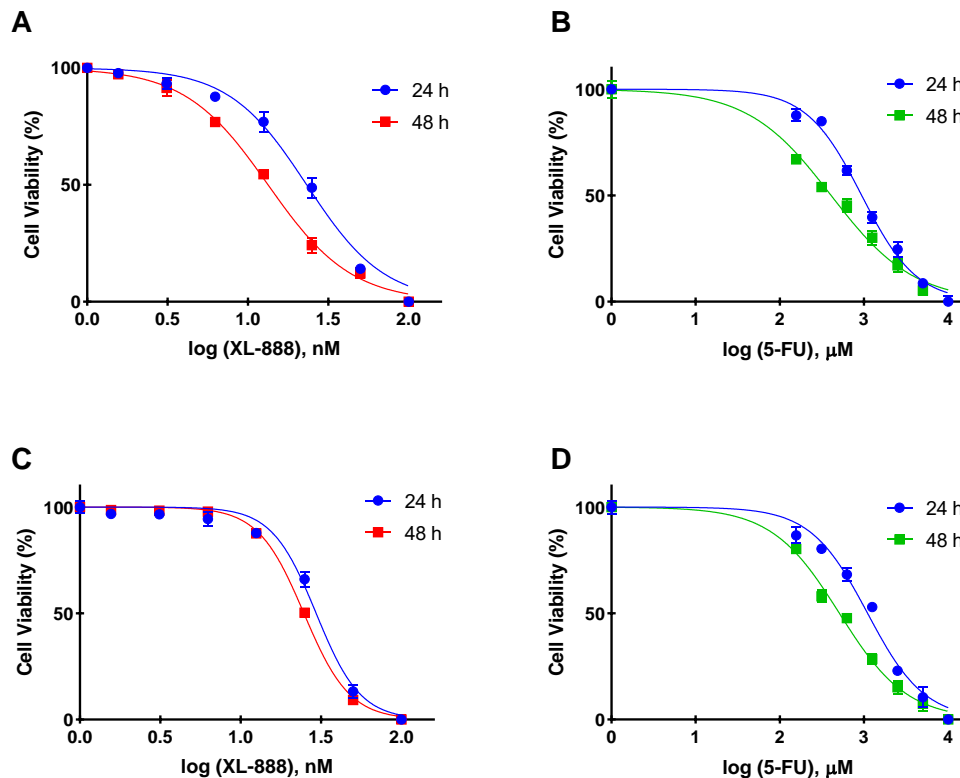 A
100
50
0
Cell Viability (%)
0.0 0.5 1.0 1.5 2.0
log (XL-888), nM
24 h
48 h
B
100
50
0
Cell Viability (%)
0 1 2 3 4
log (5-FU), μM
24 h
48 h
C
100
50
0
Cell Viability (%)
0.0 0.5 1.0 1.5 2.0
log (XL-888), nM
24 h
48 h
D
100
50
0
Cell Viability (%)
0 1 2 3 4
log (5-FU), μM
24 h
48 h